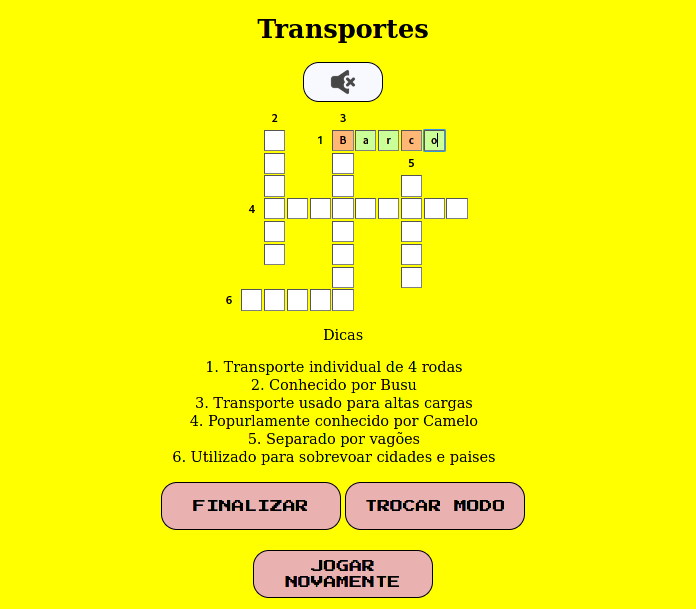 Transportes
2 3
1 B a r c o
5
4
6
Dicas
1. Transporte individual de 4 rodas
2. Conhecido por Busu
3. Transporte usado para altas cargas
4. Popurlamente conhecido por Camelo
5. Separado por vagões
6. Utilizado para sobrevoar cidades e paises
FINALIZAR TROCAR MODO
JOGAR
NOVAMENTE